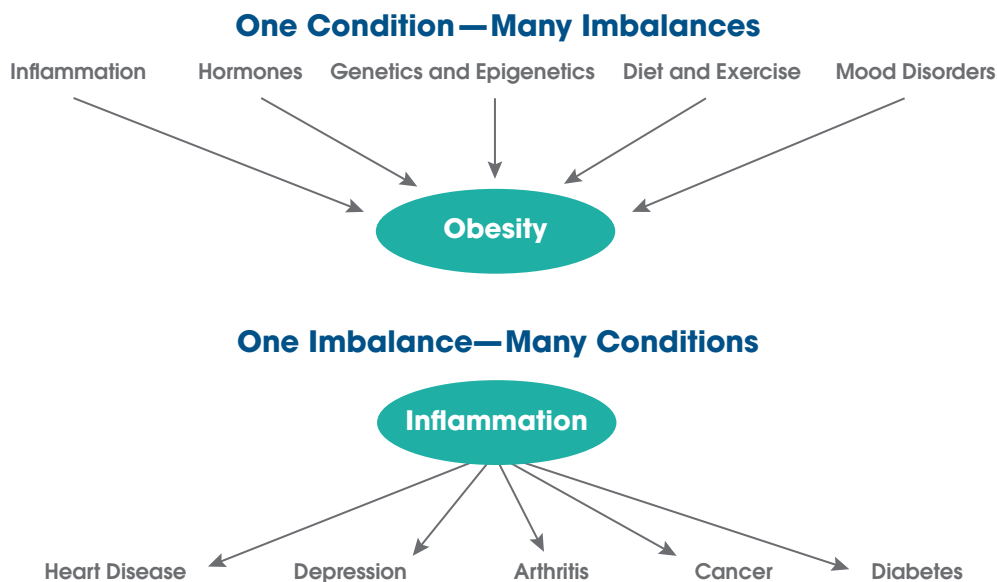 One Condition—Many Imbalances
Inflammation Hormones Genetics and Epigenetics Diet and Exercise Mood Disorders
Obesity
One Imbalance—Many Conditions
Inflammation
Heart Disease Depression Arthritis Cancer Diabetes